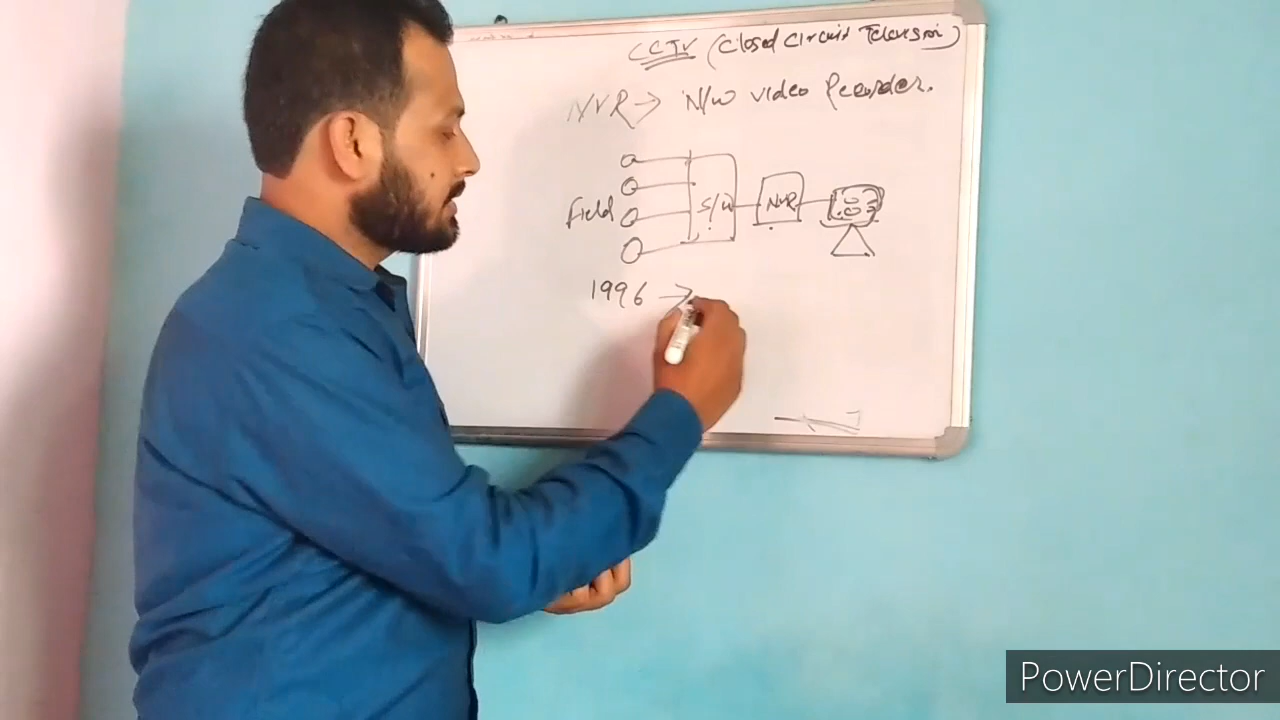 CCTV (Closed Circuit Television)
NVR → N/W Video Recorder.
Field
S/W
NVR
1996 →
PowerDirector